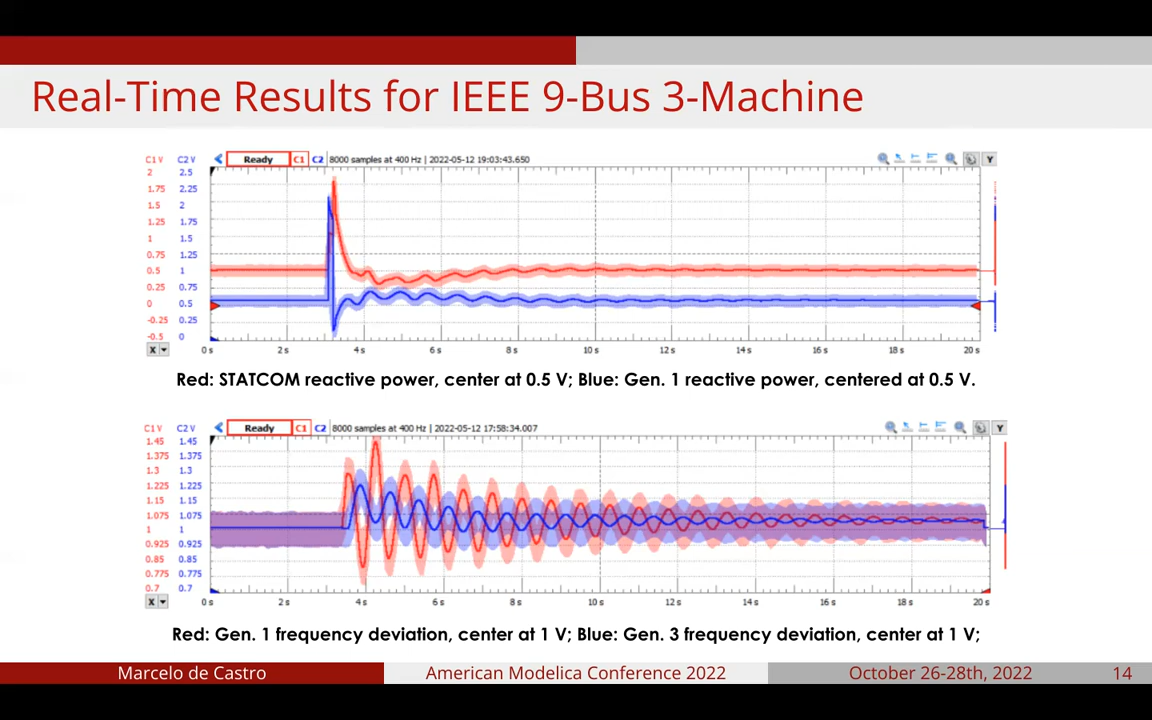 Real-Time Results for IEEE 9-Bus 3-Machine
C1 V C2 V Ready C1 C2 8000 samples at 400 Hz | 2022-05-12 19:03:43.650 Y
2 2.5
1.75 2.25
1.5 2
1.25 1.75
1 1.5
0.75 1.25
0.5 1
0.25 0.75
0 0.5
-0.25 0.25
-0.5 0
X 0 s 2 s 4 s 6 s 8 s 10 s 12 s 14 s 16 s 18 s 20 s
Red: STATCOM reactive power, center at 0.5 V; Blue: Gen. 1 reactive power, centered at 0.5 V.
C1 V C2 V Ready C1 C2 8000 samples at 400 Hz | 2022-05-12 17:58:34.007 Y
1.45 1.45
1.375 1.375
1.3 1.3
1.225 1.225
1.15 1.15
1.075 1.075
1 1
0.925 0.925
0.85 0.85
0.775 0.775
0.7 0.7
X 0 s 2 s 4 s 6 s 8 s 10 s 12 s 14 s 16 s 18 s 20 s
Red: Gen. 1 frequency deviation, center at 1 V; Blue: Gen. 3 frequency deviation, center at 1 V;
Marcelo de Castro American Modelica Conference 2022 October 26-28th, 2022 14